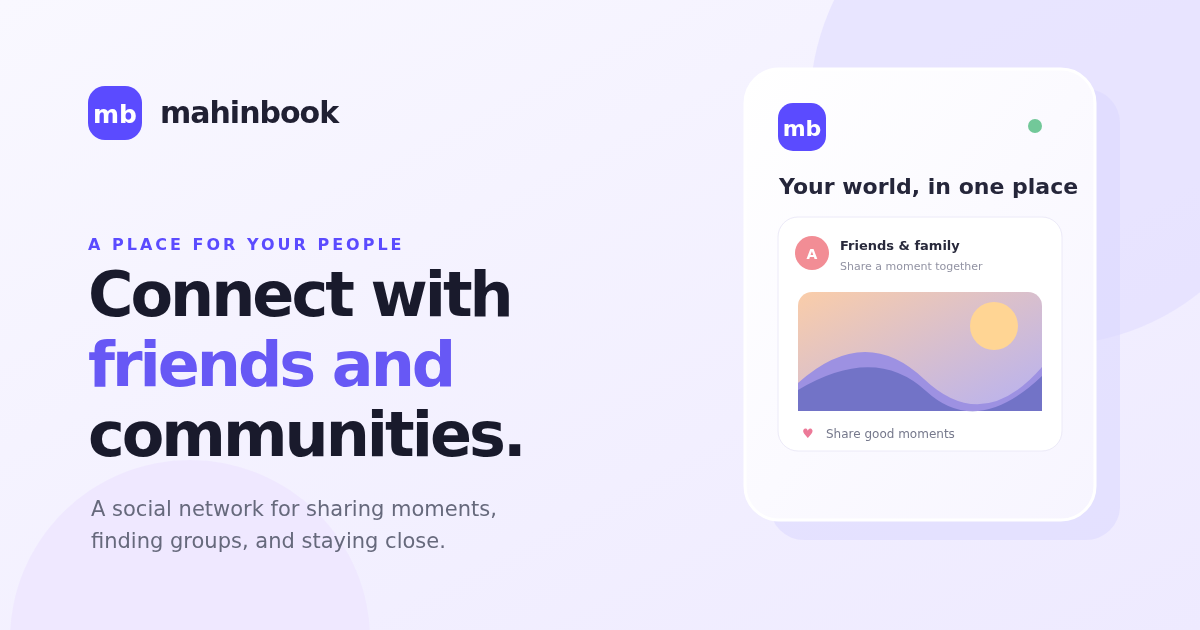 mb mahinbook
A PLACE FOR YOUR PEOPLE
Connect with
friends and
communities.
A social network for sharing moments,
finding groups, and staying close.
mb
Your world, in one place
A
Friends & family
Share a moment together
♥ Share good moments